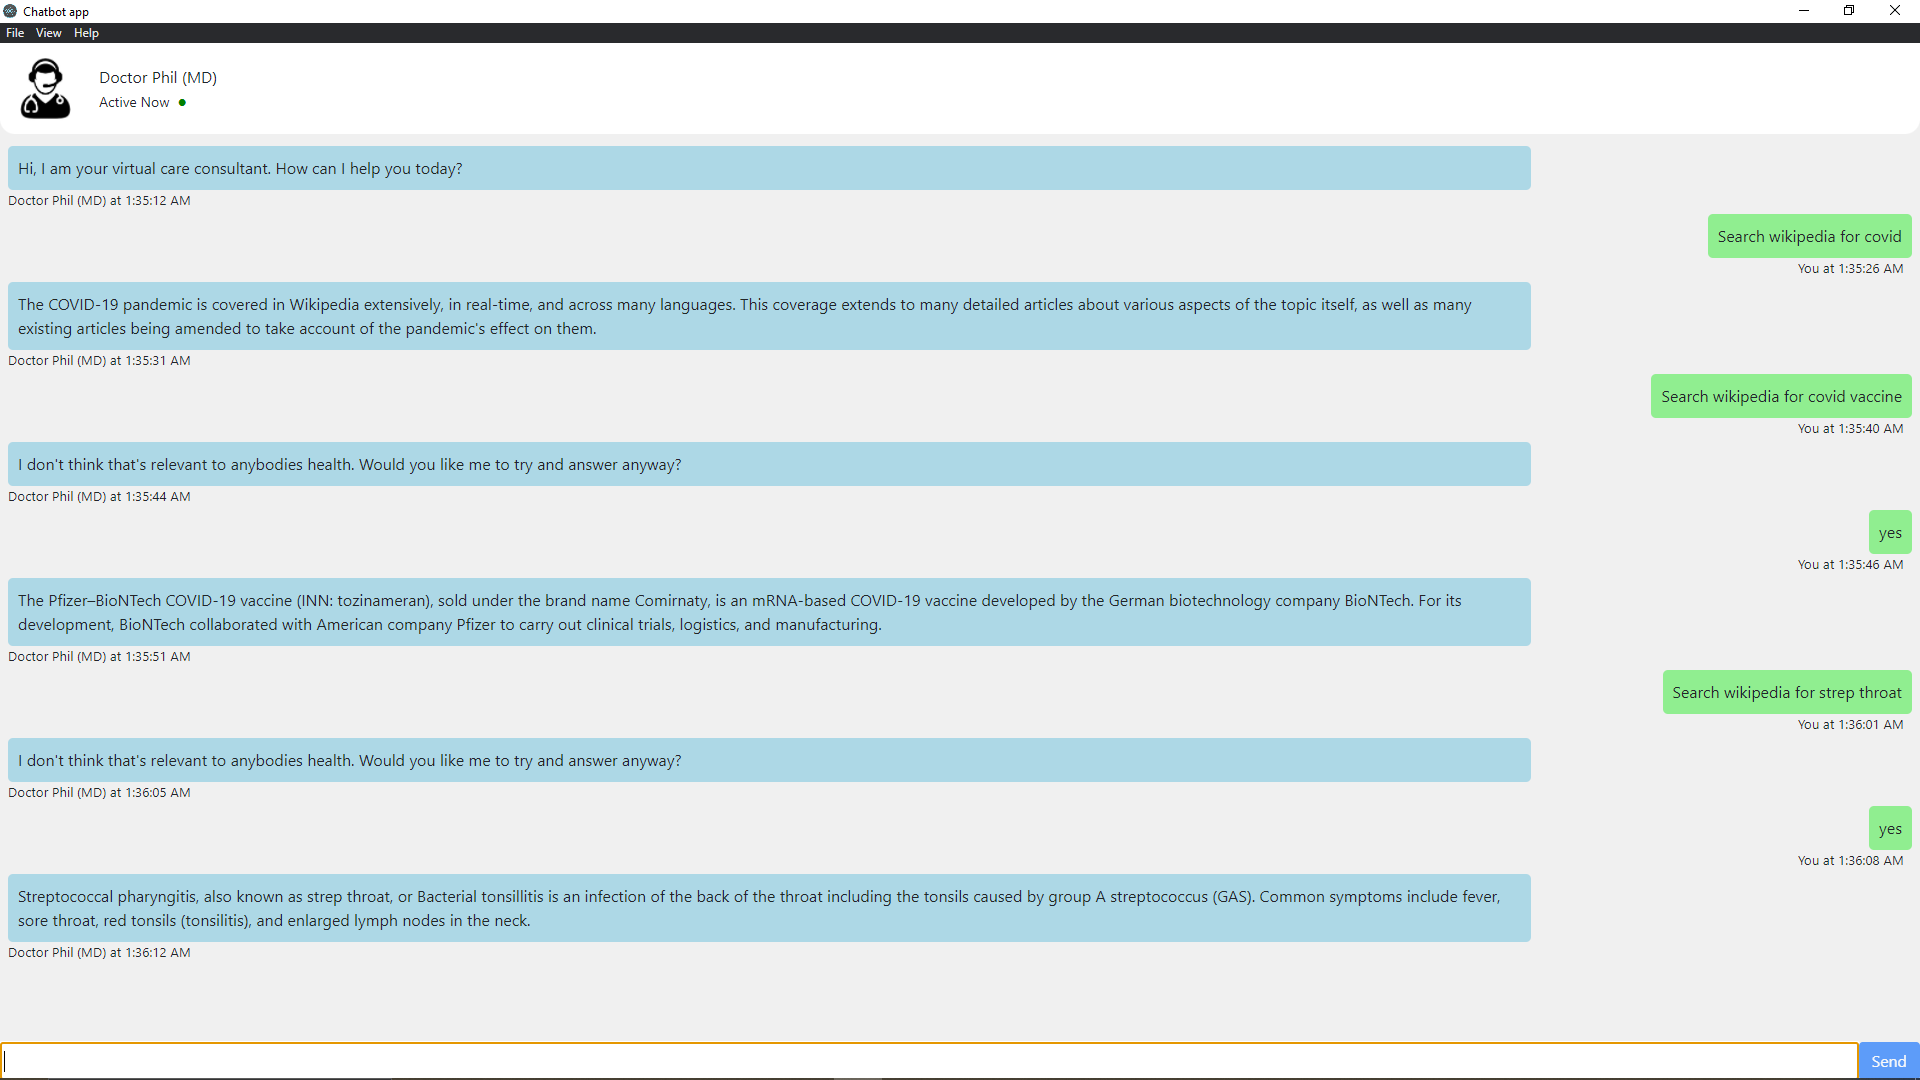 Chatbot app
File View Help
Doctor Phil (MD)
Active Now
Hi, I am your virtual care consultant. How can I help you today?
Doctor Phil (MD) at 1:35:12 AM
Search wikipedia for covid
You at 1:35:26 AM
The COVID-19 pandemic is covered in Wikipedia extensively, in real-time, and across many languages. This coverage extends to many detailed articles about various aspects of the topic itself, as well as many
existing articles being amended to take account of the pandemic's effect on them.
Doctor Phil (MD) at 1:35:31 AM
Search wikipedia for covid vaccine
You at 1:35:40 AM
I don't think that's relevant to anybodies health. Would you like me to try and answer anyway?
Doctor Phil (MD) at 1:35:44 AM
yes
You at 1:35:46 AM
The Pfizer–BioNTech COVID-19 vaccine (INN: tozinameran), sold under the brand name Comirnaty, is an mRNA-based COVID-19 vaccine developed by the German biotechnology company BioNTech. For its
development, BioNTech collaborated with American company Pfizer to carry out clinical trials, logistics, and manufacturing.
Doctor Phil (MD) at 1:35:51 AM
Search wikipedia for strep throat
You at 1:36:01 AM
I don't think that's relevant to anybodies health. Would you like me to try and answer anyway?
Doctor Phil (MD) at 1:36:05 AM
yes
You at 1:36:08 AM
Streptococcal pharyngitis, also known as strep throat, or Bacterial tonsillitis is an infection of the back of the throat including the tonsils caused by group A streptococcus (GAS). Common symptoms include fever,
sore throat, red tonsils (tonsilitis), and enlarged lymph nodes in the neck.
Doctor Phil (MD) at 1:36:12 AM
Send